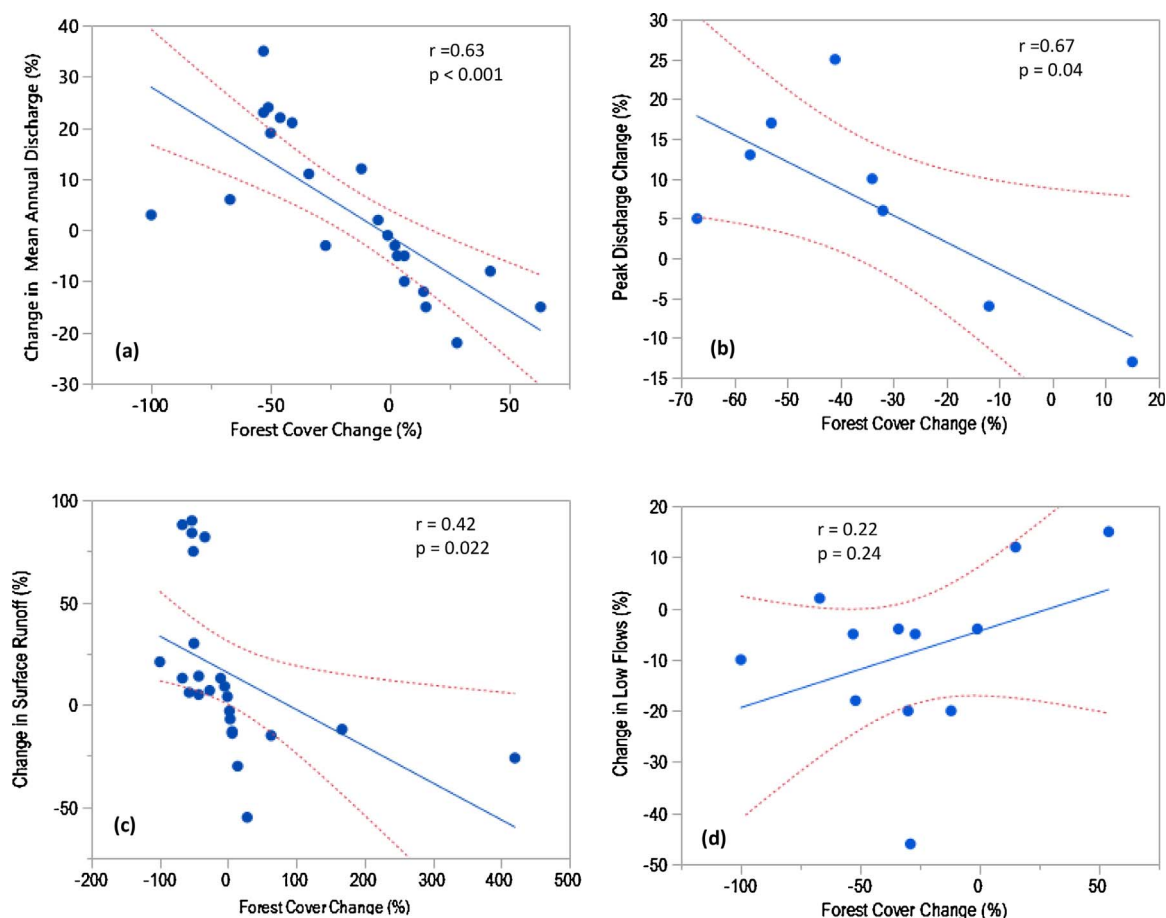 Change in Mean Annual Discharge (%)
40
30
20
10
0
-10
-20
-30
r =0.63
p < 0.001
(a)
-100
-50
0
50
Forest Cover Change (%)
Peak Discharge Change (%)
30
25
20
15
10
5
0
-5
-10
-15
r =0.67
p = 0.04
(b)
-70
-60
-50
-40
-30
-20
-10
0
10
20
Forest Cover Change (%)
Change in Surface Runoff (%)
100
50
0
-50
r = 0.42
p = 0.022
(c)
-200
-100
0
100
200
300
400
500
Forest Cover Change (%)
Change in Low Flows (%)
20
10
0
-10
-20
-30
-40
-50
r = 0.22
p = 0.24
(d)
-100
-50
0
50
Forest Cover Change (%)